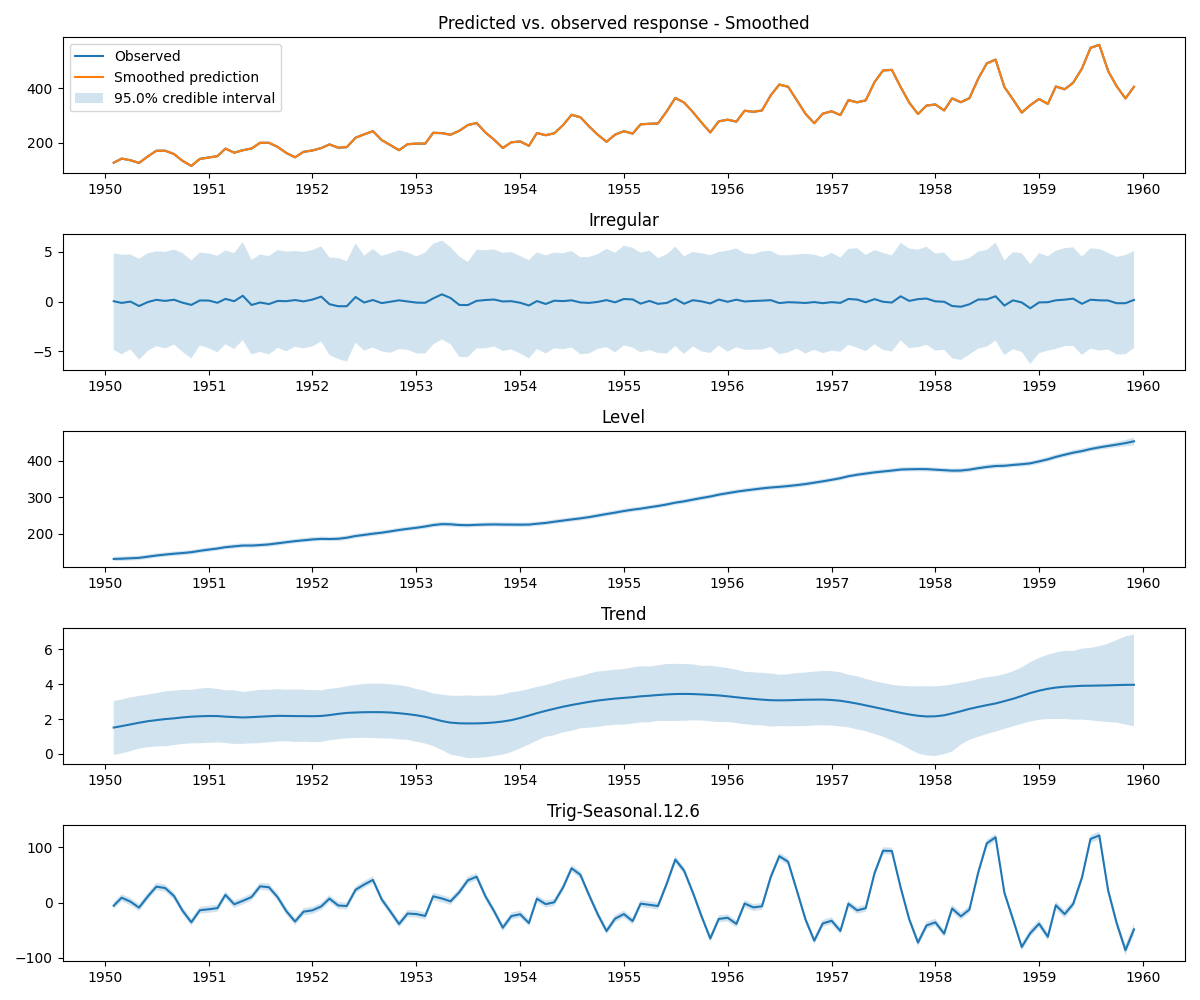 Predicted vs. observed response - Smoothed
Observed
Smoothed prediction
95.0% credible interval
400
200
1950 1951 1952 1953 1954 1955 1956 1957 1958 1959 1960
Irregular
5
0
−5
1950 1951 1952 1953 1954 1955 1956 1957 1958 1959 1960
Level
400
300
200
1950 1951 1952 1953 1954 1955 1956 1957 1958 1959 1960
Trend
6
4
2
0
1950 1951 1952 1953 1954 1955 1956 1957 1958 1959 1960
Trig-Seasonal.12.6
100
0
−100
1950 1951 1952 1953 1954 1955 1956 1957 1958 1959 1960